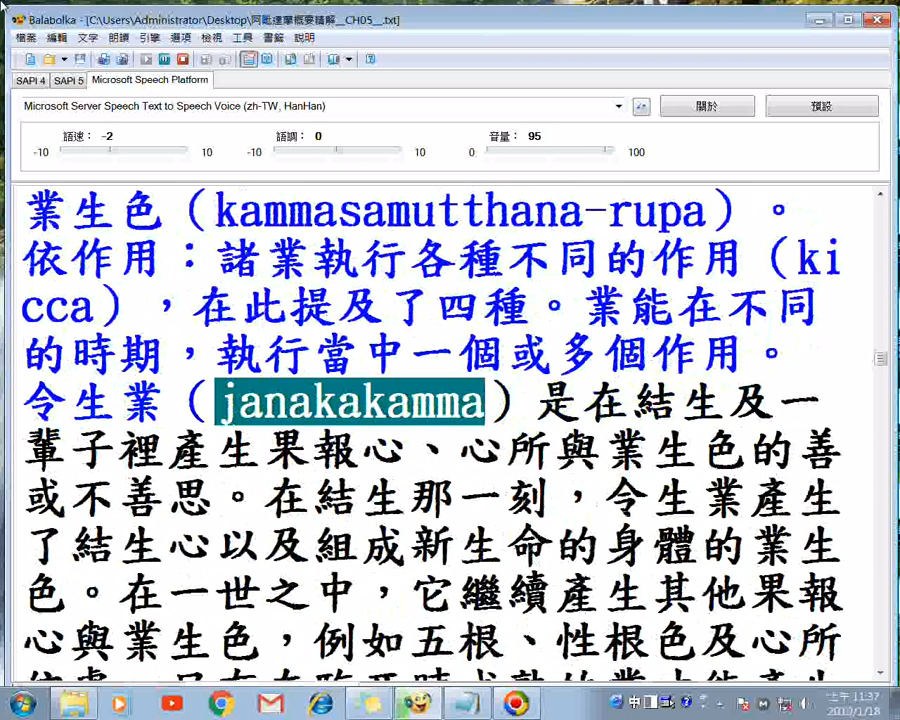 Balabolka - [C:\Users\Administrator\Desktop\阿毗達摩概要精解__CH05__.txt]
檔案 編輯 文字 朗讀 引擎 選項 檢視 工具 書籤 說明
SAPI 4 SAPI 5 Microsoft Speech Platform
Microsoft Server Speech Text to Speech Voice (zh-TW, HanHan) 關於 預設
語速： -2 語調： 0 音量： 95
-10 10 -10 10 0 100
業生色（kammasamutthana-rupa）。
依作用：諸業執行各種不同的作用（ki
cca），在此提及了四種。業能在不同
的時期，執行當中一個或多個作用。
令生業（janakakamma）是在結生及一
輩子裡產生果報心、心所與業生色的善
或不善思。在結生那一刻，令生業產生
了結生心以及組成新生命的身體的業生
色。在一世之中，它繼續產生其他果報
心與業生色，例如五根、性根色及心所
中
上午 11:37